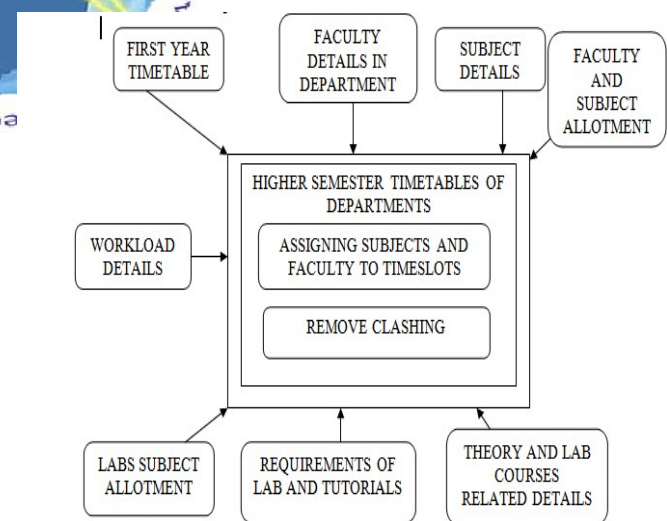 FIRST YEAR
TIMETABLE
FACULTY
DETAILS IN
DEPARTMENT
SUBJECT
DETAILS
FACULTY
AND
SUBJECT
ALLOTMENT
HIGHER SEMESTER TIMETABLES OF
DEPARTMENTS
WORKLOAD
DETAILS
ASSIGNING SUBJECTS AND
FACULTY TO TIMESLOTS
REMOVE CLASHING
LABS SUBJECT
ALLOTMENT
REQUIREMENTS OF
LAB AND TUTORIALS
THEORY AND LAB
COURSES
RELATED DETAILS